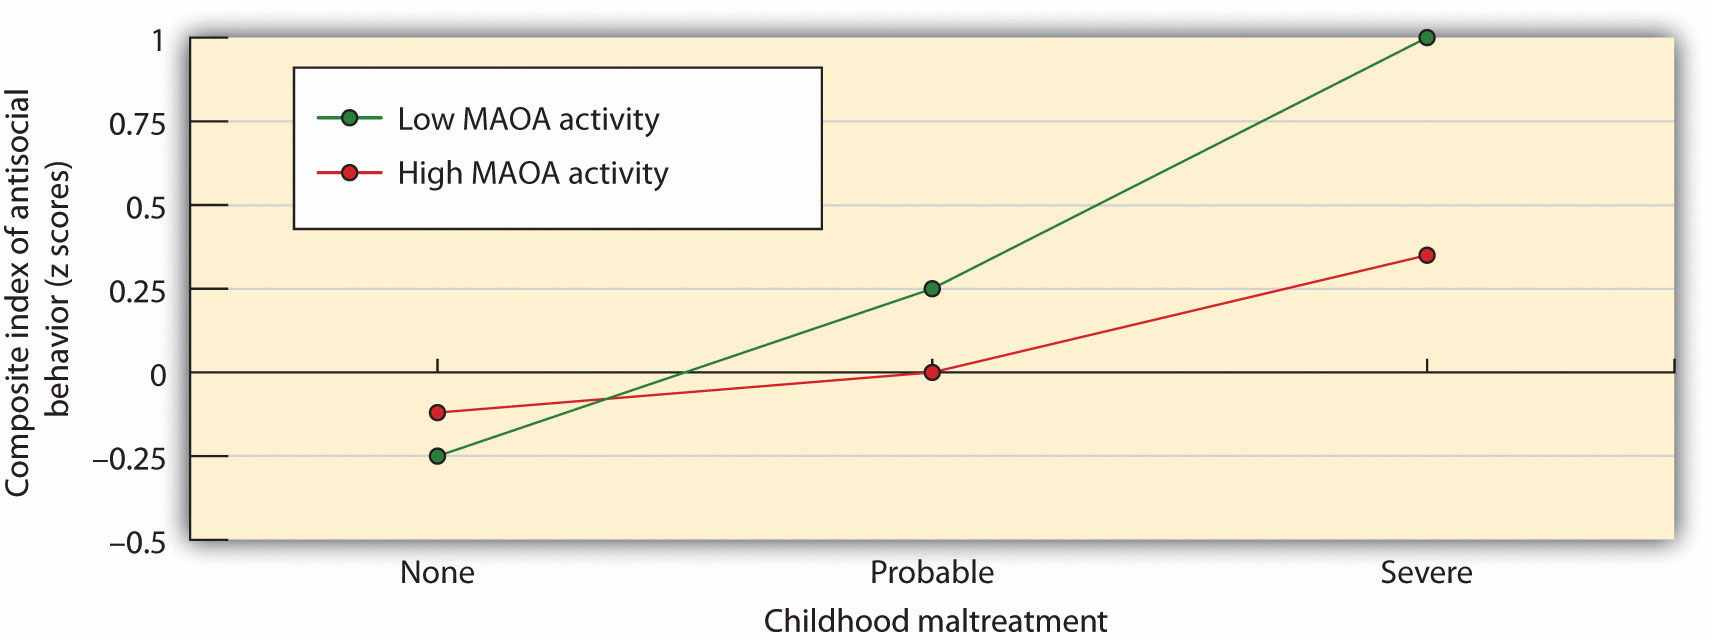 Composite index of antisocial
behavior (z scores)
1
0.75
0.5
0.25
0
−0.25
−0.5
Low MAOA activity
High MAOA activity
None
Probable
Severe
Childhood maltreatment